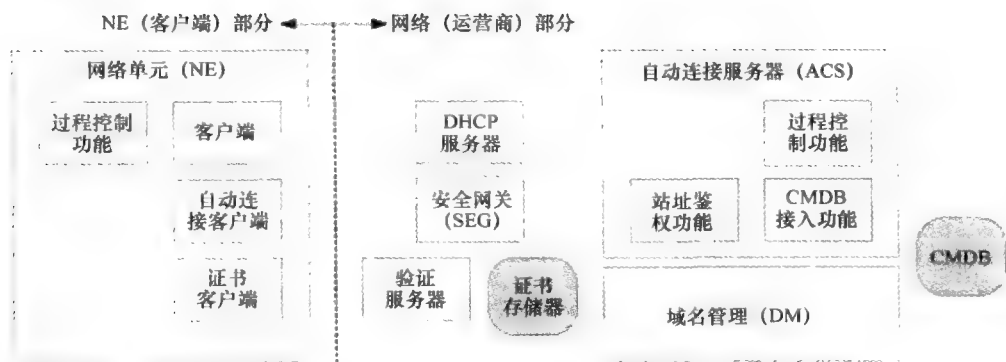 NE（客户端）部分
网络（运营商）部分
网络单元（NE）
自动连接服务器（ACS）
过程控制
功能
客户端
DHCP
服务器
过程控
制功能
自动连
接客户端
安全网关
(SEG)
站址鉴
权功能
CMDB
接入功能
CMDB
证书
客户端
验证
服务器
证书
存储器
域名管理（DM）